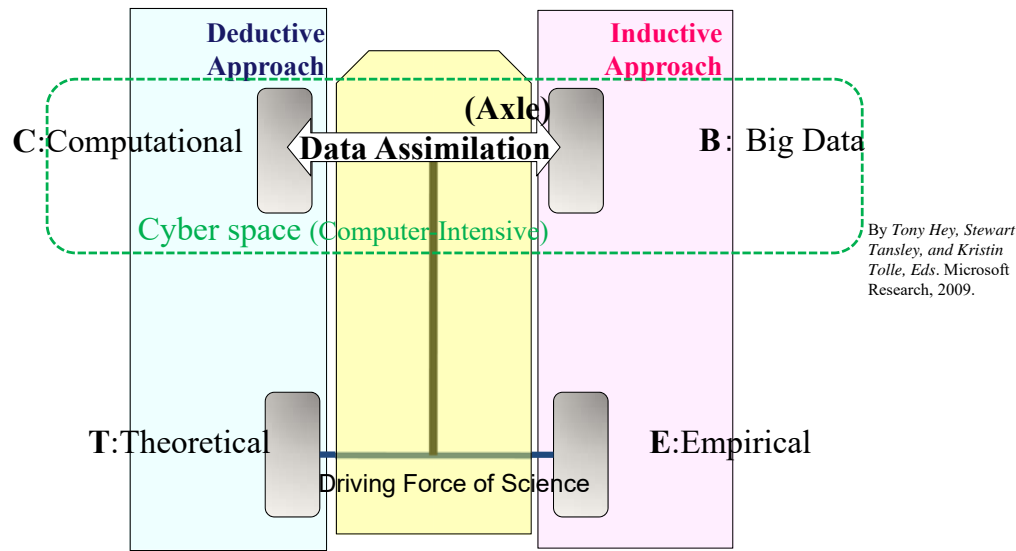 Deductive
Approach
Inductive
Approach
(Axle)
C:Computational
Data Assimilation
B: Big Data
Cyber space (Computer-Intensive)
By Tony Hey, Stewart
Tansley, and Kristin
Tolle, Eds. Microsoft
Research, 2009.
T:Theoretical
E:Empirical
Driving Force of Science